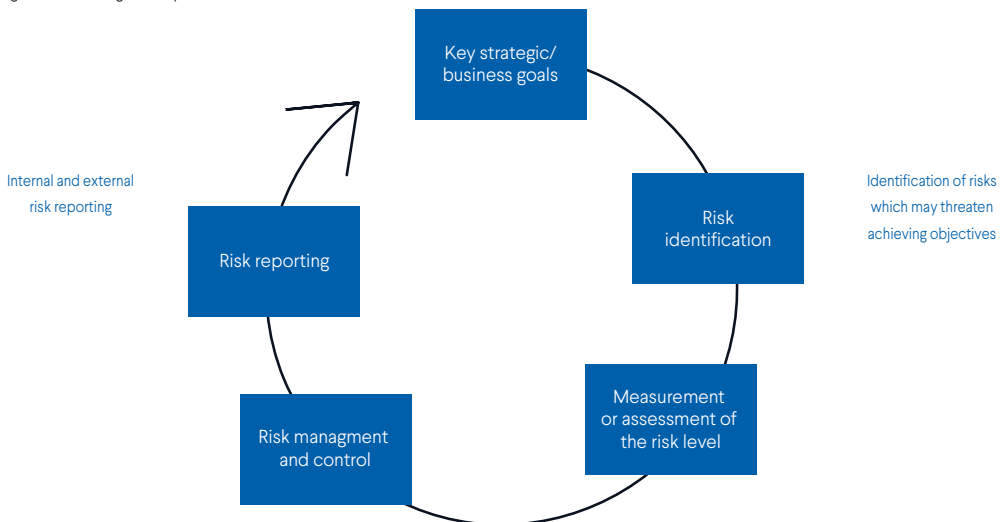 Key strategic/
business goals
Internal and external
risk reporting
Risk reporting
Risk
identification
Identification of risks
which may threaten
achieving objectives
Risk managment
and control
Measurement
or assessment of
the risk level